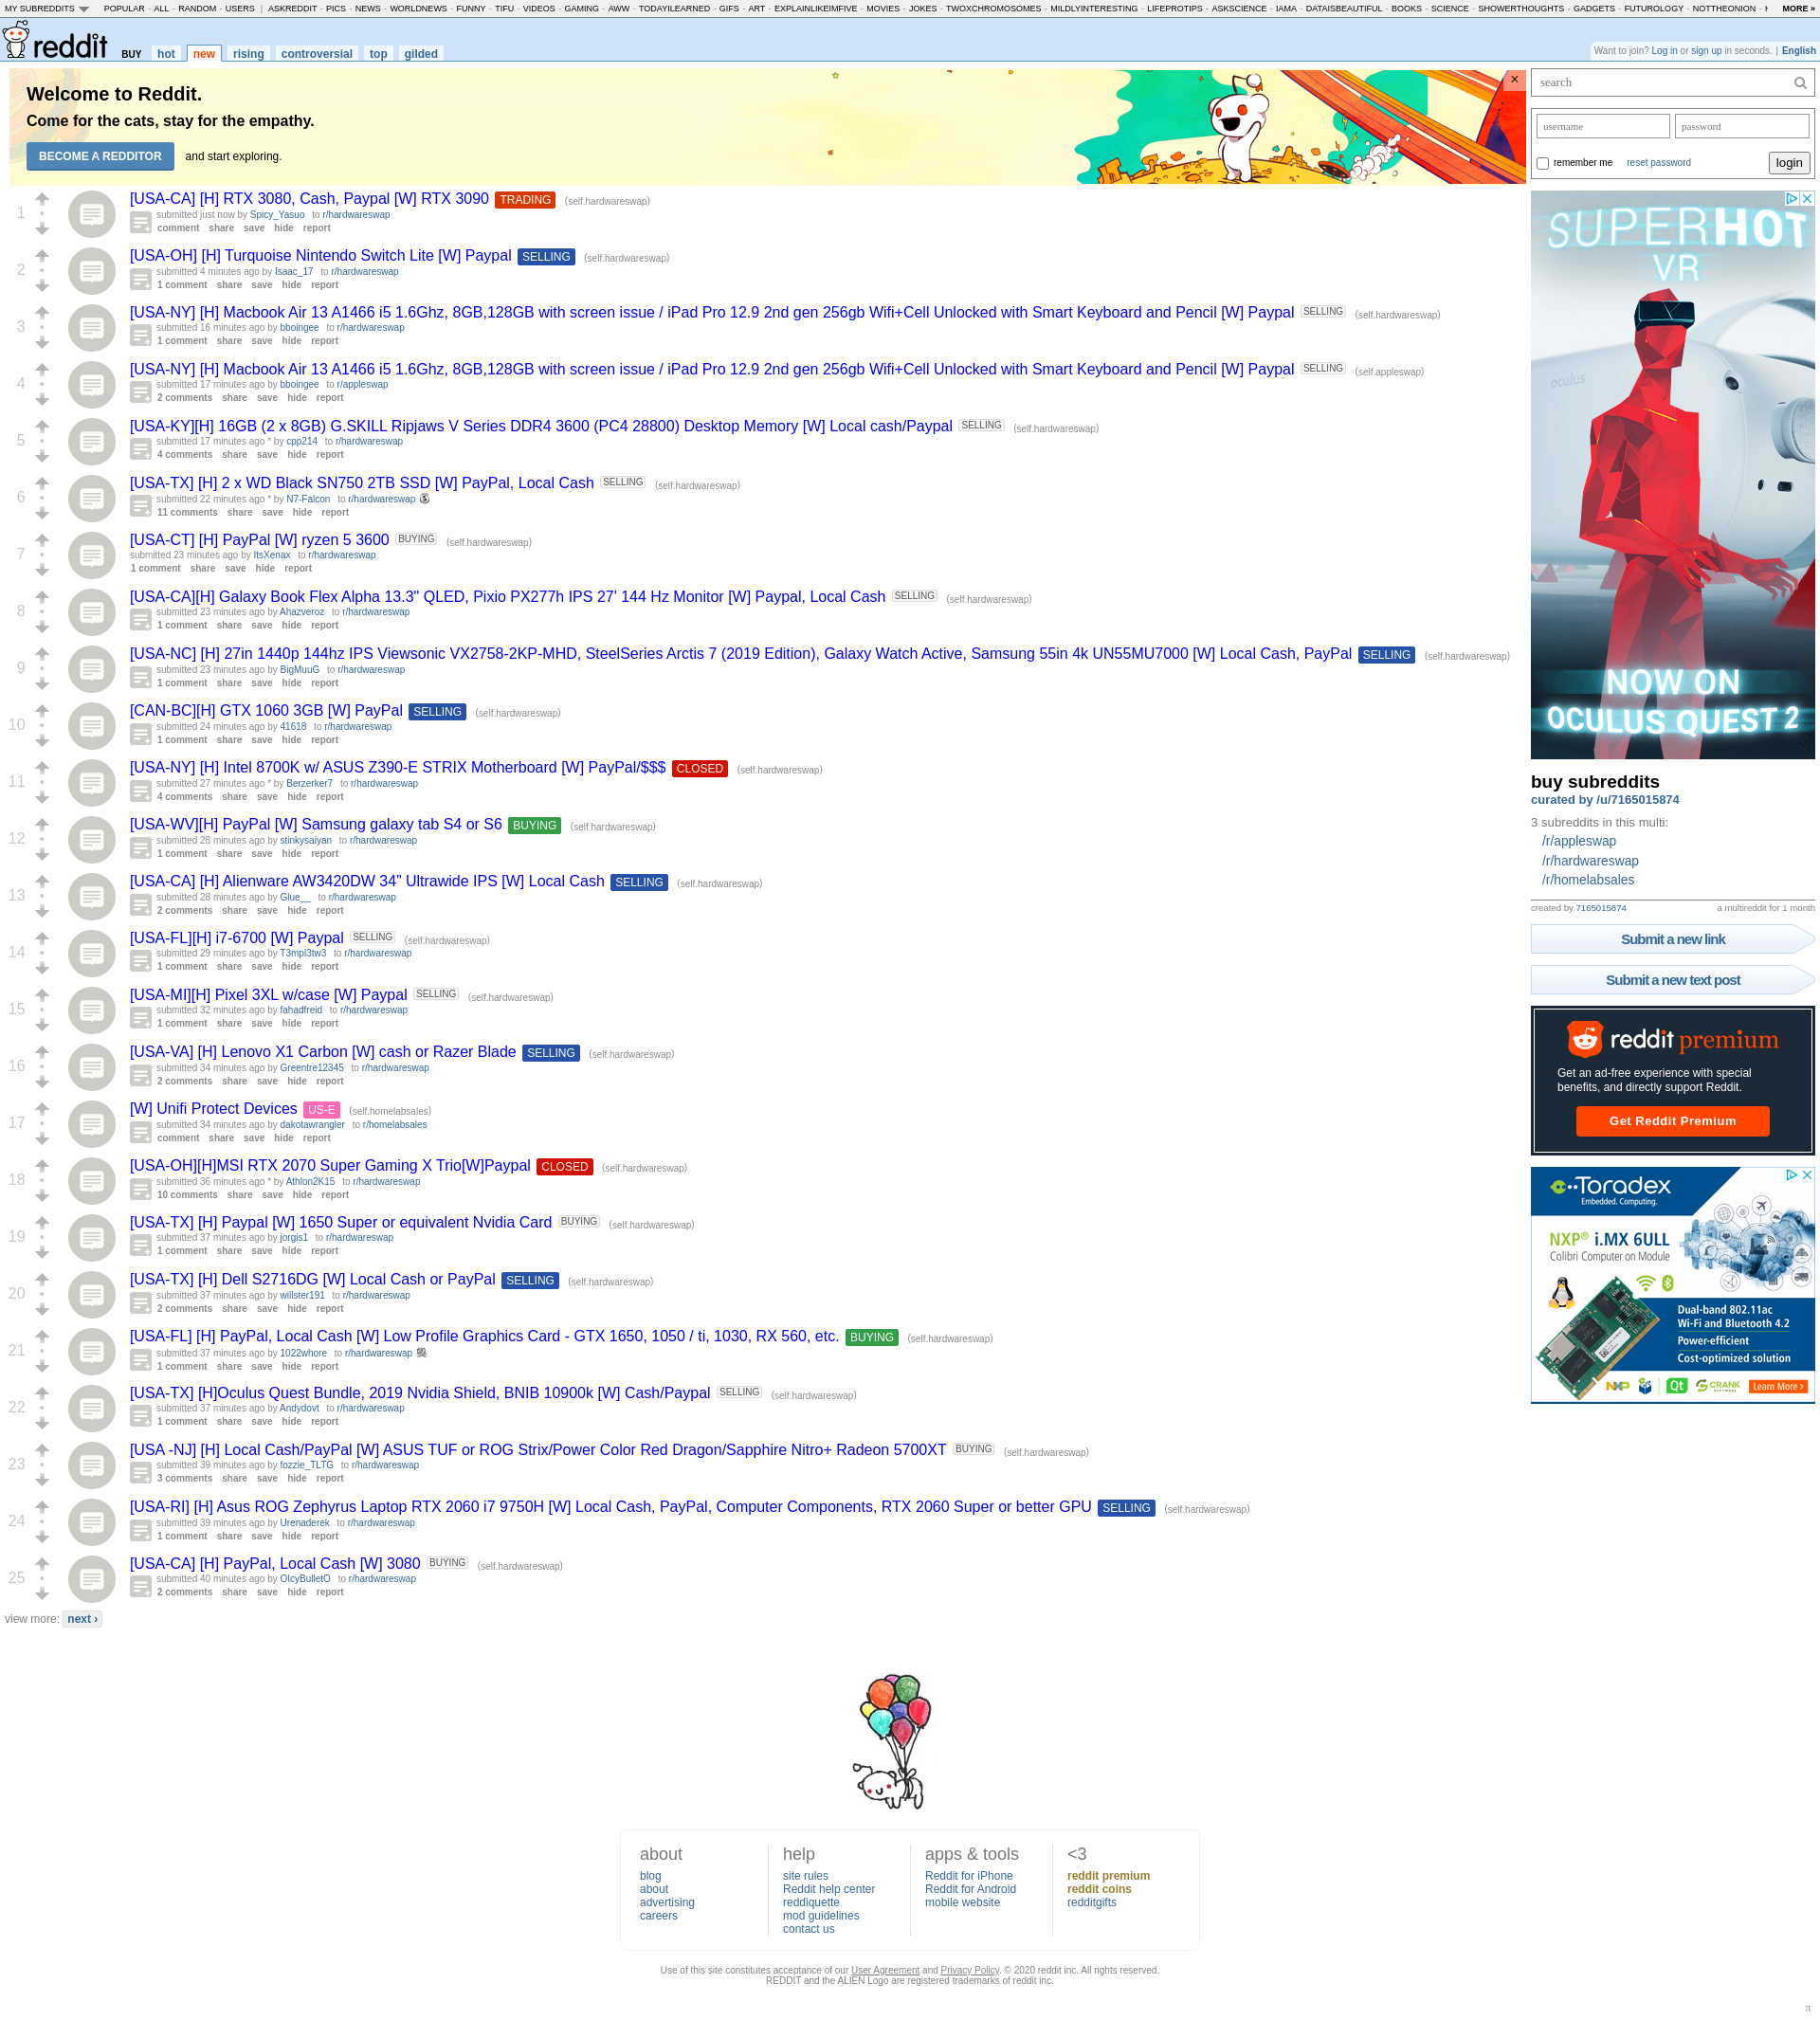 MY SUBREDDITS POPULAR - ALL - RANDOM - USERS | ASKREDDIT - PICS - NEWS - WORLDNEWS - FUNNY - TIFU - VIDEOS - GAMING - AWW - TODAYILEARNED - GIFS - ART - EXPLAINLIKEIMFIVE - MOVIES - JOKES - TWOXCHROMOSOMES - MILDLYINTERESTING - LIFEPROTIPS - ASKSCIENCE - IAMA - DATAISBEAUTIFUL - BOOKS - SCIENCE - SHOWERTHOUGHTS - GADGETS - FUTUROLOGY - NOTTHEONION - MORE »
reddit BUY hot new rising controversial top gilded
Want to join? Log in or sign up in seconds. | English
Welcome to Reddit.
Come for the cats, stay for the empathy.
BECOME A REDDITOR and start exploring.
1
[USA-CA] [H] RTX 3080, Cash, Paypal [W] RTX 3090 TRADING (self.hardwareswap)
submitted just now by Spicy_Yasuo to r/hardwareswap
comment share save hide report
2
[USA-OH] [H] Turquoise Nintendo Switch Lite [W] Paypal SELLING (self.hardwareswap)
submitted 4 minutes ago by Isaac_17 to r/hardwareswap
1 comment share save hide report
3
[USA-NY] [H] Macbook Air 13 A1466 i5 1.6Ghz, 8GB,128GB with screen issue / iPad Pro 12.9 2nd gen 256gb Wifi+Cell Unlocked with Smart Keyboard and Pencil [W] Paypal SELLING (self.hardwareswap)
submitted 16 minutes ago by bboingee to r/hardwareswap
1 comment share save hide report
4
[USA-NY] [H] Macbook Air 13 A1466 i5 1.6Ghz, 8GB,128GB with screen issue / iPad Pro 12.9 2nd gen 256gb Wifi+Cell Unlocked with Smart Keyboard and Pencil [W] Paypal SELLING (self.appleswap)
submitted 17 minutes ago by bboingee to r/appleswap
2 comments share save hide report
5
[USA-KY][H] 16GB (2 x 8GB) G.SKILL Ripjaws V Series DDR4 3600 (PC4 28800) Desktop Memory [W] Local cash/Paypal SELLING (self.hardwareswap)
submitted 17 minutes ago * by cpp214 to r/hardwareswap
4 comments share save hide report
6
[USA-TX] [H] 2 x WD Black SN750 2TB SSD [W] PayPal, Local Cash SELLING (self.hardwareswap)
submitted 22 minutes ago * by N7-Falcon to r/hardwareswap
11 comments share save hide report
7
[USA-CT] [H] PayPal [W] ryzen 5 3600 BUYING (self.hardwareswap)
submitted 23 minutes ago by ItsXenax to r/hardwareswap
1 comment share save hide report
8
[USA-CA][H] Galaxy Book Flex Alpha 13.3" QLED, Pixio PX277h IPS 27' 144 Hz Monitor [W] Paypal, Local Cash SELLING (self.hardwareswap)
submitted 23 minutes ago by Ahazveroz to r/hardwareswap
1 comment share save hide report
9
[USA-NC] [H] 27in 1440p 144hz IPS Viewsonic VX2758-2KP-MHD, SteelSeries Arctis 7 (2019 Edition), Galaxy Watch Active, Samsung 55in 4k UN55MU7000 [W] Local Cash, PayPal SELLING (self.hardwareswap)
submitted 23 minutes ago by BigMuuG to r/hardwareswap
1 comment share save hide report
10
[CAN-BC][H] GTX 1060 3GB [W] PayPal SELLING (self.hardwareswap)
submitted 24 minutes ago by 41618 to r/hardwareswap
1 comment share save hide report
11
[USA-NY] [H] Intel 8700K w/ ASUS Z390-E STRIX Motherboard [W] PayPal/$$$ CLOSED (self.hardwareswap)
submitted 27 minutes ago * by Berzerker7 to r/hardwareswap
4 comments share save hide report
12
[USA-WV][H] PayPal [W] Samsung galaxy tab S4 or S6 BUYING (self.hardwareswap)
submitted 28 minutes ago by stinkysaiyan to r/hardwareswap
1 comment share save hide report
13
[USA-CA] [H] Alienware AW3420DW 34” Ultrawide IPS [W] Local Cash SELLING (self.hardwareswap)
submitted 28 minutes ago by Glue__ to r/hardwareswap
2 comments share save hide report
14
[USA-FL][H] i7-6700 [W] Paypal SELLING (self.hardwareswap)
submitted 29 minutes ago by T3mpl3tw3 to r/hardwareswap
1 comment share save hide report
15
[USA-MI][H] Pixel 3XL w/case [W] Paypal SELLING (self.hardwareswap)
submitted 32 minutes ago by fahadfreid to r/hardwareswap
1 comment share save hide report
16
[USA-VA] [H] Lenovo X1 Carbon [W] cash or Razer Blade SELLING (self.hardwareswap)
submitted 34 minutes ago by Greentre12345 to r/hardwareswap
2 comments share save hide report
17
[W] Unifi Protect Devices US-E (self.homelabsales)
submitted 34 minutes ago by dakotawrangler to r/homelabsales
comment share save hide report
18
[USA-OH][H]MSI RTX 2070 Super Gaming X Trio[W]Paypal CLOSED (self.hardwareswap)
submitted 36 minutes ago * by Athlon2K15 to r/hardwareswap
10 comments share save hide report
19
[USA-TX] [H] Paypal [W] 1650 Super or equivalent Nvidia Card BUYING (self.hardwareswap)
submitted 37 minutes ago by jorgis1 to r/hardwareswap
1 comment share save hide report
20
[USA-TX] [H] Dell S2716DG [W] Local Cash or PayPal SELLING (self.hardwareswap)
submitted 37 minutes ago by willster191 to r/hardwareswap
2 comments share save hide report
21
[USA-FL] [H] PayPal, Local Cash [W] Low Profile Graphics Card - GTX 1650, 1050 / ti, 1030, RX 560, etc. BUYING (self.hardwareswap)
submitted 37 minutes ago by 1022whore to r/hardwareswap
1 comment share save hide report
22
[USA-TX] [H]Oculus Quest Bundle, 2019 Nvidia Shield, BNIB 10900k [W] Cash/Paypal SELLING (self.hardwareswap)
submitted 37 minutes ago by Andydovt to r/hardwareswap
1 comment share save hide report
23
[USA -NJ] [H] Local Cash/PayPal [W] ASUS TUF or ROG Strix/Power Color Red Dragon/Sapphire Nitro+ Radeon 5700XT BUYING (self.hardwareswap)
submitted 39 minutes ago by fozzie_TLTG to r/hardwareswap
3 comments share save hide report
24
[USA-RI] [H] Asus ROG Zephyrus Laptop RTX 2060 i7 9750H [W] Local Cash, PayPal, Computer Components, RTX 2060 Super or better GPU SELLING (self.hardwareswap)
submitted 39 minutes ago by Urenaderek to r/hardwareswap
1 comment share save hide report
25
[USA-CA] [H] PayPal, Local Cash [W] 3080 BUYING (self.hardwareswap)
submitted 40 minutes ago by OIcyBulletO to r/hardwareswap
2 comments share save hide report
view more: next ›
search
username password
remember me reset password login
SUPERHOT
VR
oculus
NOW ON
OCULUS QUEST 2
buy subreddits
curated by /u/7165015874
3 subreddits in this multi:
/r/appleswap
/r/hardwareswap
/r/homelabsales
created by 7165015874 a multireddit for 1 month
Submit a new link
Submit a new text post
reddit premium
Get an ad-free experience with special
benefits, and directly support Reddit.
Get Reddit Premium
Toradex
Embedded. Computing.
NXP® i.MX 6ULL
Colibri Computer on Module
Dual-band 802.11ac
Wi-Fi and Bluetooth 4.2
Power-efficient
Cost-optimized solution
NXP Qt CRANK Learn More >
about
blog
about
advertising
careers
help
site rules
Reddit help center
reddiquette
mod guidelines
contact us
apps & tools
Reddit for iPhone
Reddit for Android
mobile website
<3
reddit premium
reddit coins
redditgifts
Use of this site constitutes acceptance of our User Agreement and Privacy Policy. © 2020 reddit inc. All rights reserved.
REDDIT and the ALIEN Logo are registered trademarks of reddit inc.
π